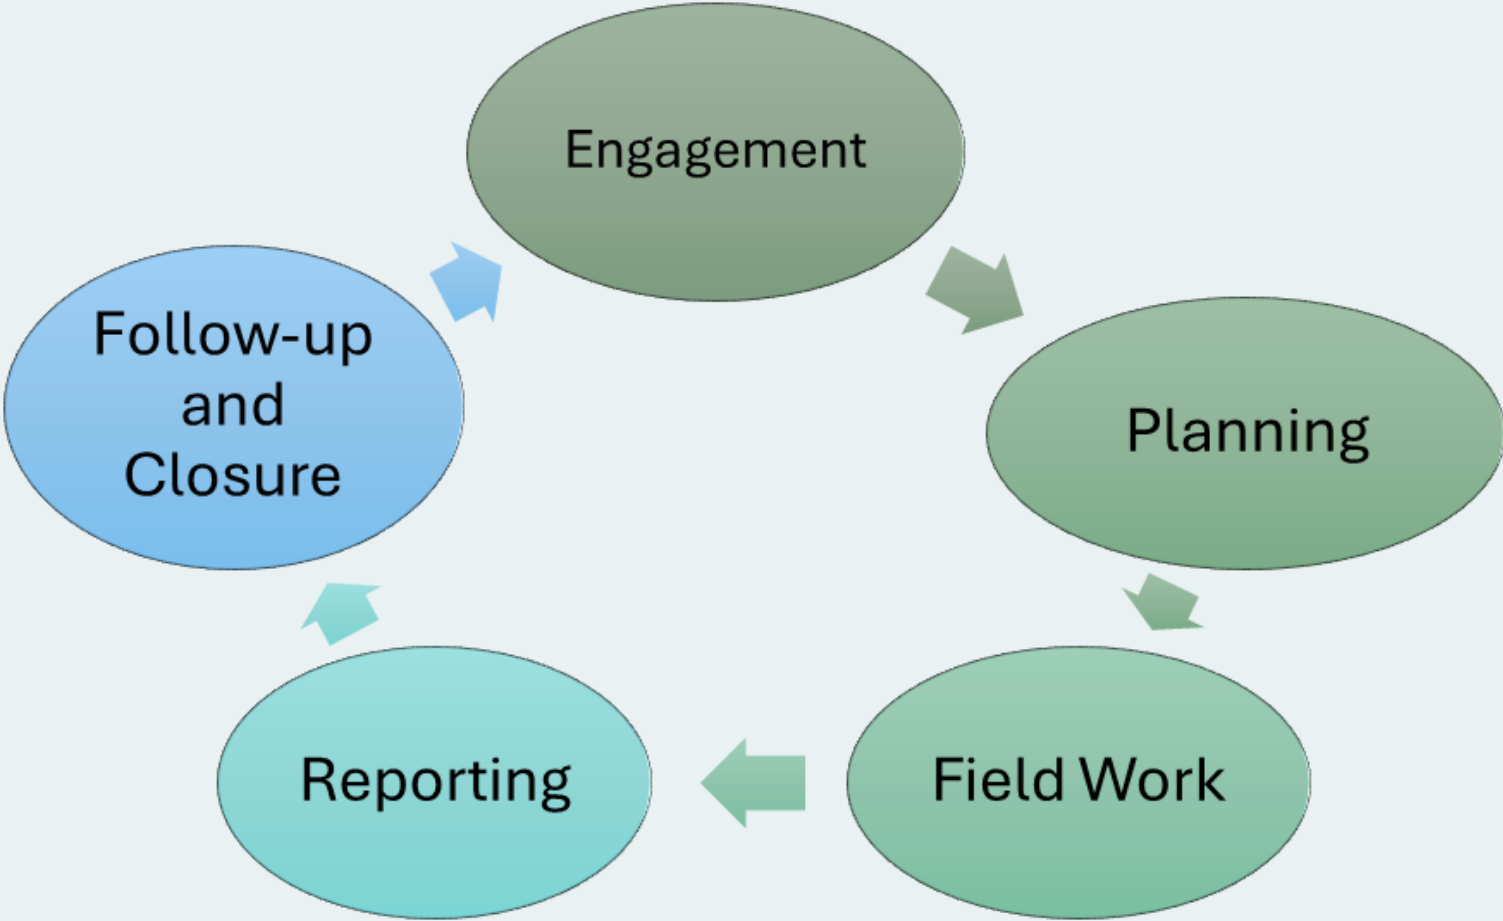 Engagement
Planning
Field Work
Reporting
Follow-up
and
Closure